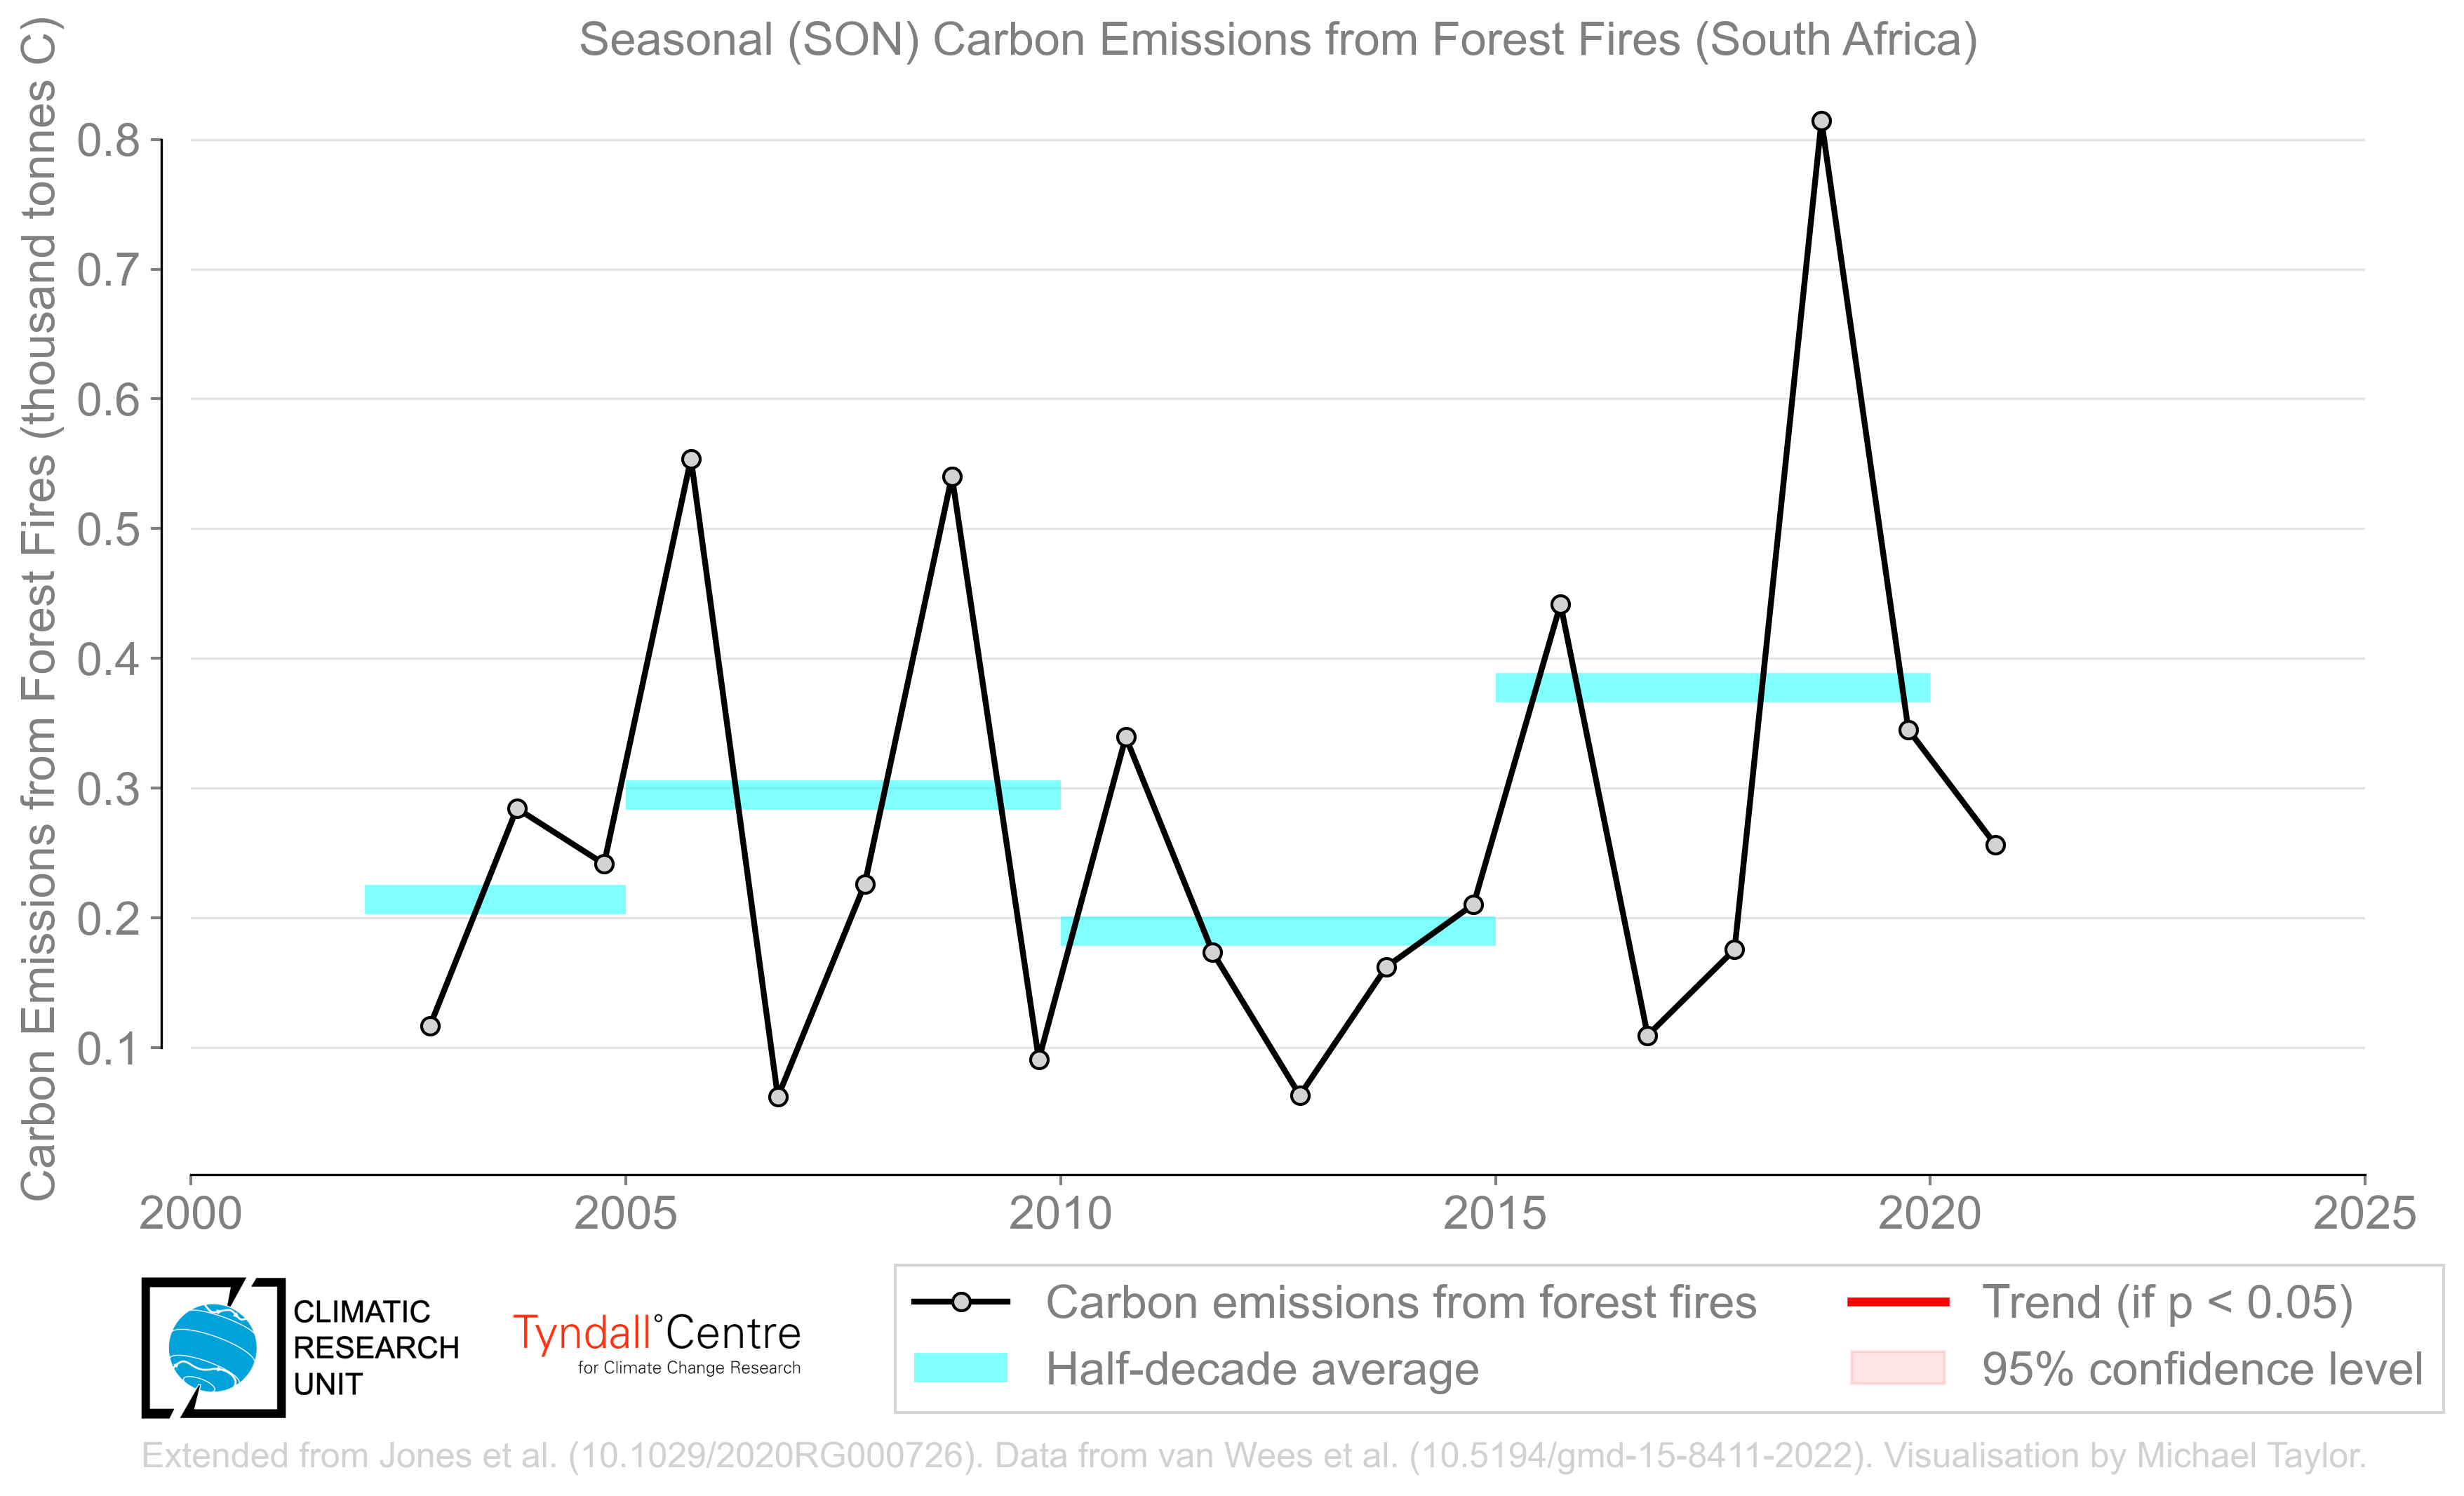 Seasonal (SON) Carbon Emissions from Forest Fires (South Africa)
Carbon Emissions from Forest Fires (thousand tonnes C)
0.8
0.7
0.6
0.5
0.4
0.3
0.2
0.1
2000 2005 2010 2015 2020 2025
Carbon emissions from forest fires
Half-decade average
Trend (if p < 0.05)
95% confidence level
CLIMATIC
RESEARCH
UNIT
Tyndall°Centre
for Climate Change Research
Extended from Jones et al. (10.1029/2020RG000726). Data from van Wees et al. (10.5194/gmd-15-8411-2022). Visualisation by Michael Taylor.